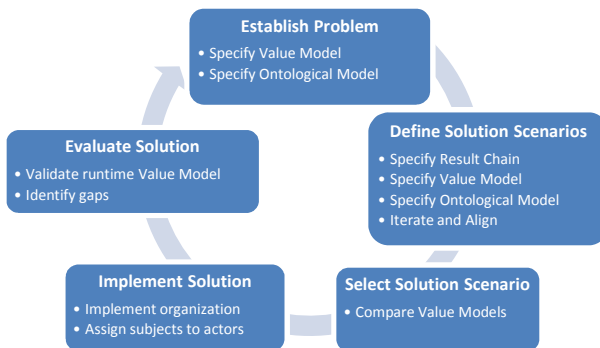 Establish Problem
• Specify Value Model
• Specify Ontological Model
Define Solution Scenarios
• Specify Result Chain
• Specify Value Model
• Specify Ontological Model
• Iterate and Align
Select Solution Scenario
• Compare Value Models
Implement Solution
• Implement organization
• Assign subjects to actors
Evaluate Solution
• Validate runtime Value Model
• Identify gaps